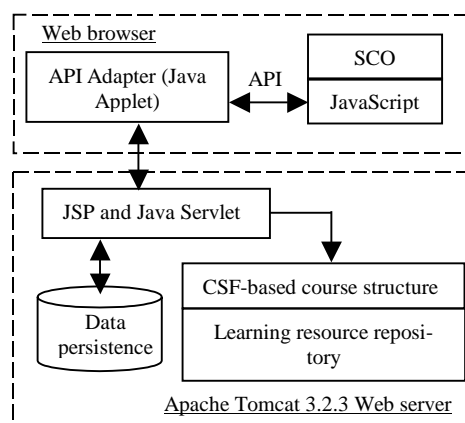 Web browser
API Adapter (Java
Applet)
API
SCO
JavaScript
JSP and Java Servlet
CSF-based course structure
Learning resource reposi-
tory
Data
persistence
Apache Tomcat 3.2.3 Web server